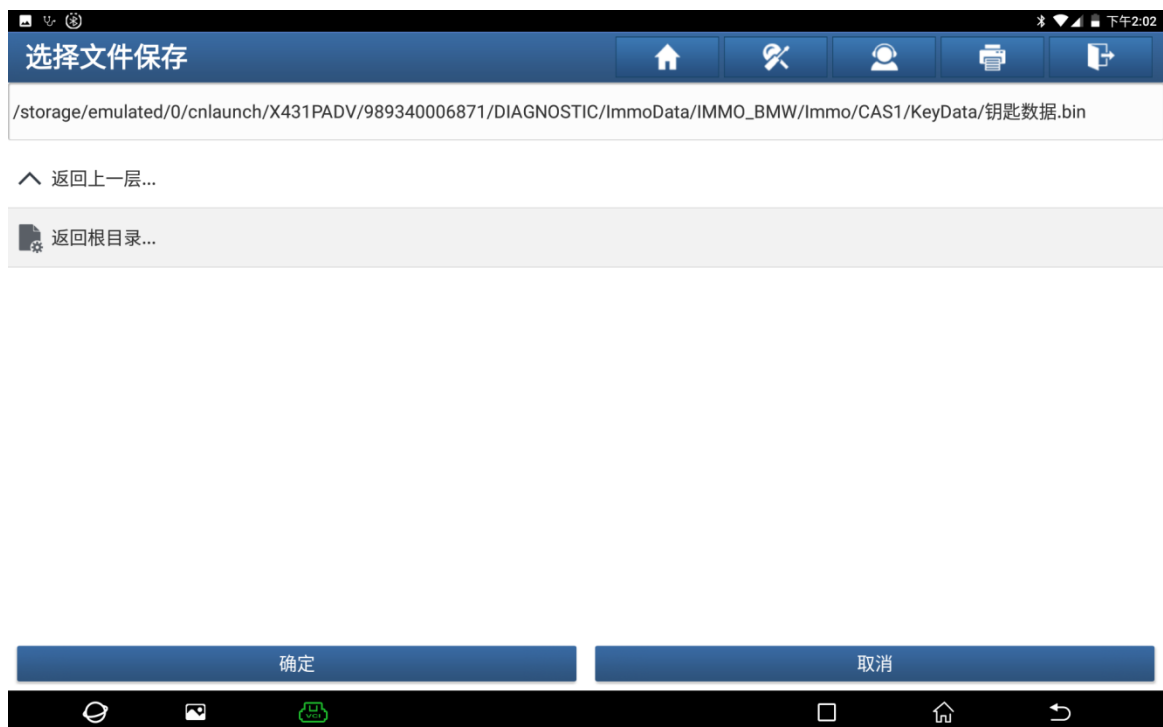 下午2:02
选择文件保存
/storage/emulated/0/cnlaunch/X431PADV/989340006871/DIAGNOSTIC/ImmoData/IMMO_BMW/Immo/CAS1/KeyData/钥匙数据.bin
返回上一层...
返回根目录...
确定
取消
VCI